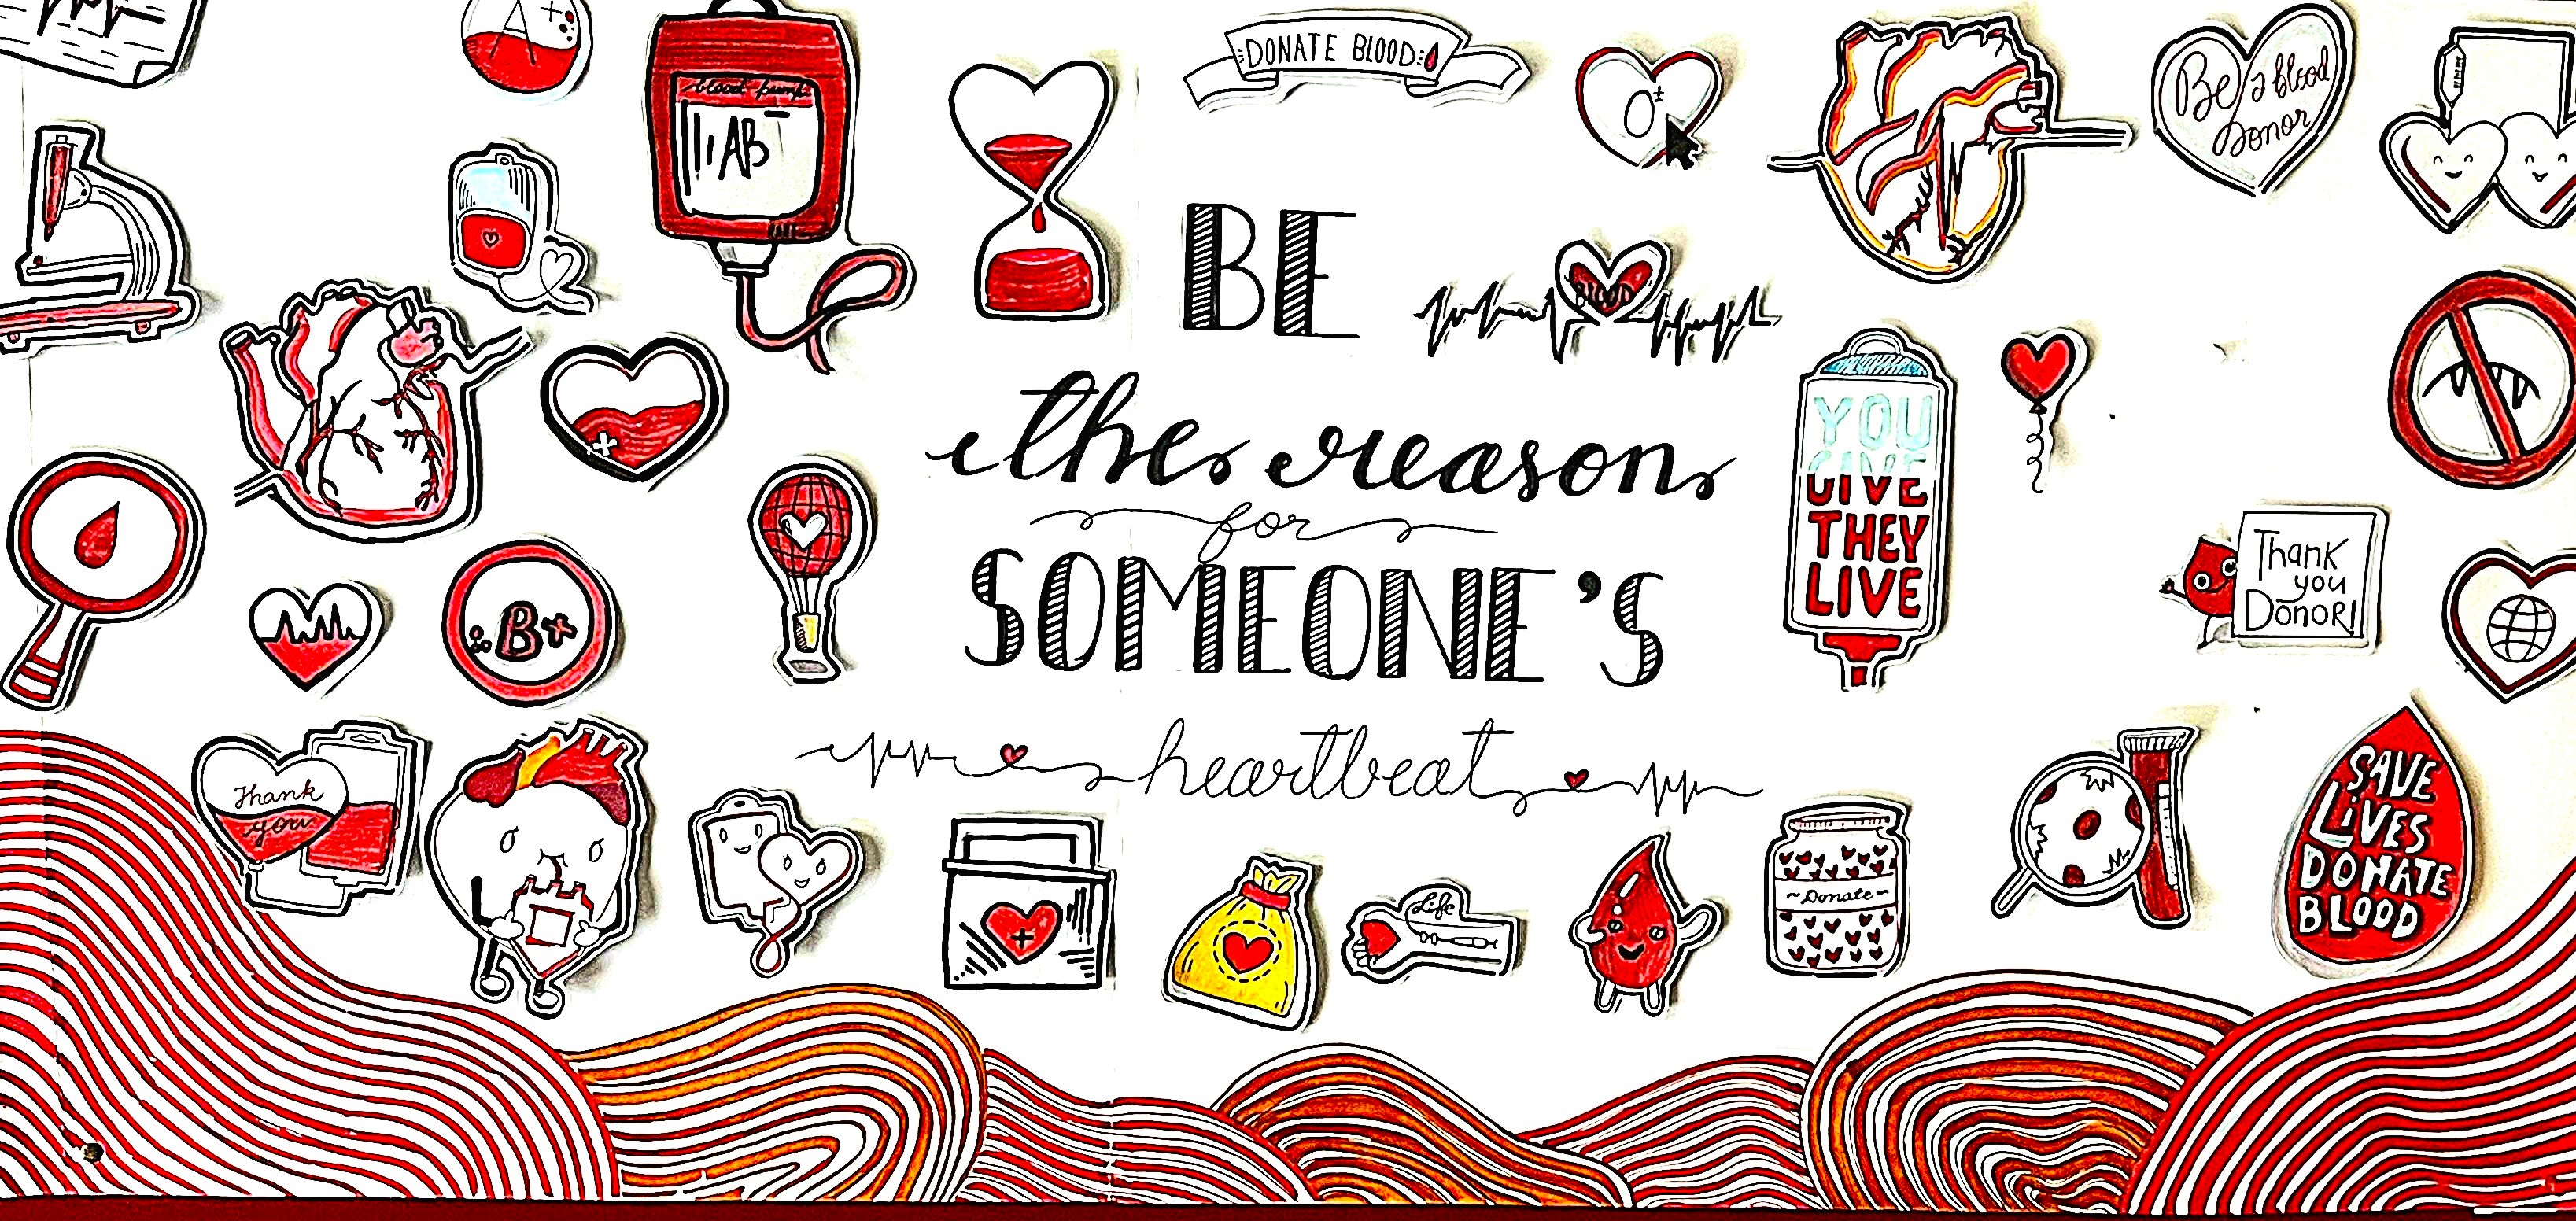 A+
DONATE BLOOD
O±
Be a blood
Donor
blood pump
AB-
BE
BLOOD
the reason
for
SOMEONE'S
heartbeat
YOU
GIVE
THEY
LIVE
Thank
you
Donor!
B+
Thank
you
Life
~Donate~
SAVE
LiVES
DONATE
BLOOD